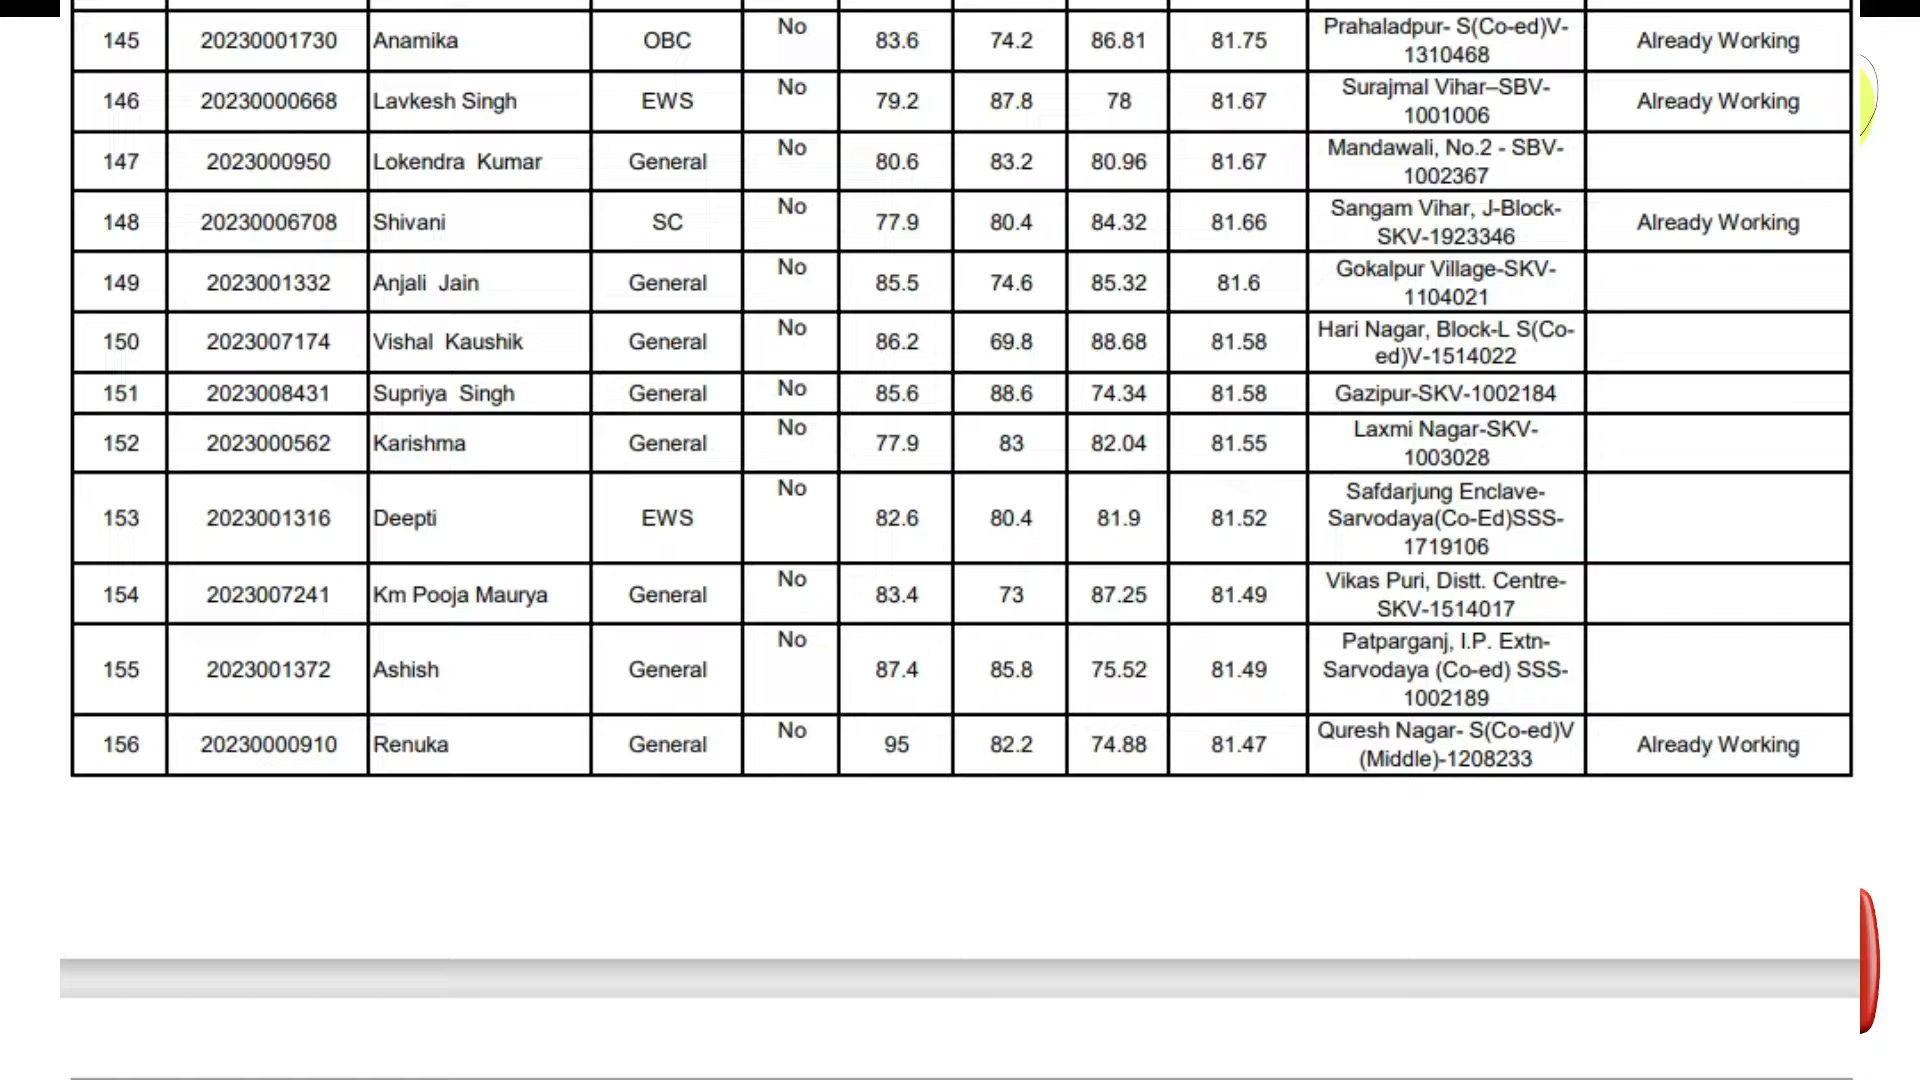 145 20230001730 Anamika OBC No 83.6 74.2 86.81 81.75 Prahaladpur- S(Co-ed)V-
1310468 Already Working
146 20230000668 Lavkesh Singh EWS No 79.2 87.8 78 81.67 Surajmal Vihar–SBV-
1001006 Already Working
147 2023000950 Lokendra Kumar General No 80.6 83.2 80.96 81.67 Mandawali, No.2 - SBV-
1002367
148 20230006708 Shivani SC No 77.9 80.4 84.32 81.66 Sangam Vihar, J-Block-
SKV-1923346 Already Working
149 2023001332 Anjali Jain General No 85.5 74.6 85.32 81.6 Gokalpur Village-SKV-
1104021
150 2023007174 Vishal Kaushik General No 86.2 69.8 88.68 81.58 Hari Nagar, Block-L S(Co-
ed)V-1514022
151 2023008431 Supriya Singh General No 85.6 88.6 74.34 81.58 Gazipur-SKV-1002184
152 2023000562 Karishma General No 77.9 83 82.04 81.55 Laxmi Nagar-SKV-
1003028
153 2023001316 Deepti EWS No 82.6 80.4 81.9 81.52 Safdarjung Enclave-
Sarvodaya(Co-Ed)SSS-
1719106
154 2023007241 Km Pooja Maurya General No 83.4 73 87.25 81.49 Vikas Puri, Distt. Centre-
SKV-1514017
155 2023001372 Ashish General No 87.4 85.8 75.52 81.49 Patparganj, I.P. Extn-
Sarvodaya (Co-ed) SSS-
1002189
156 20230000910 Renuka General No 95 82.2 74.88 81.47 Quresh Nagar- S(Co-ed)V
(Middle)-1208233 Already Working